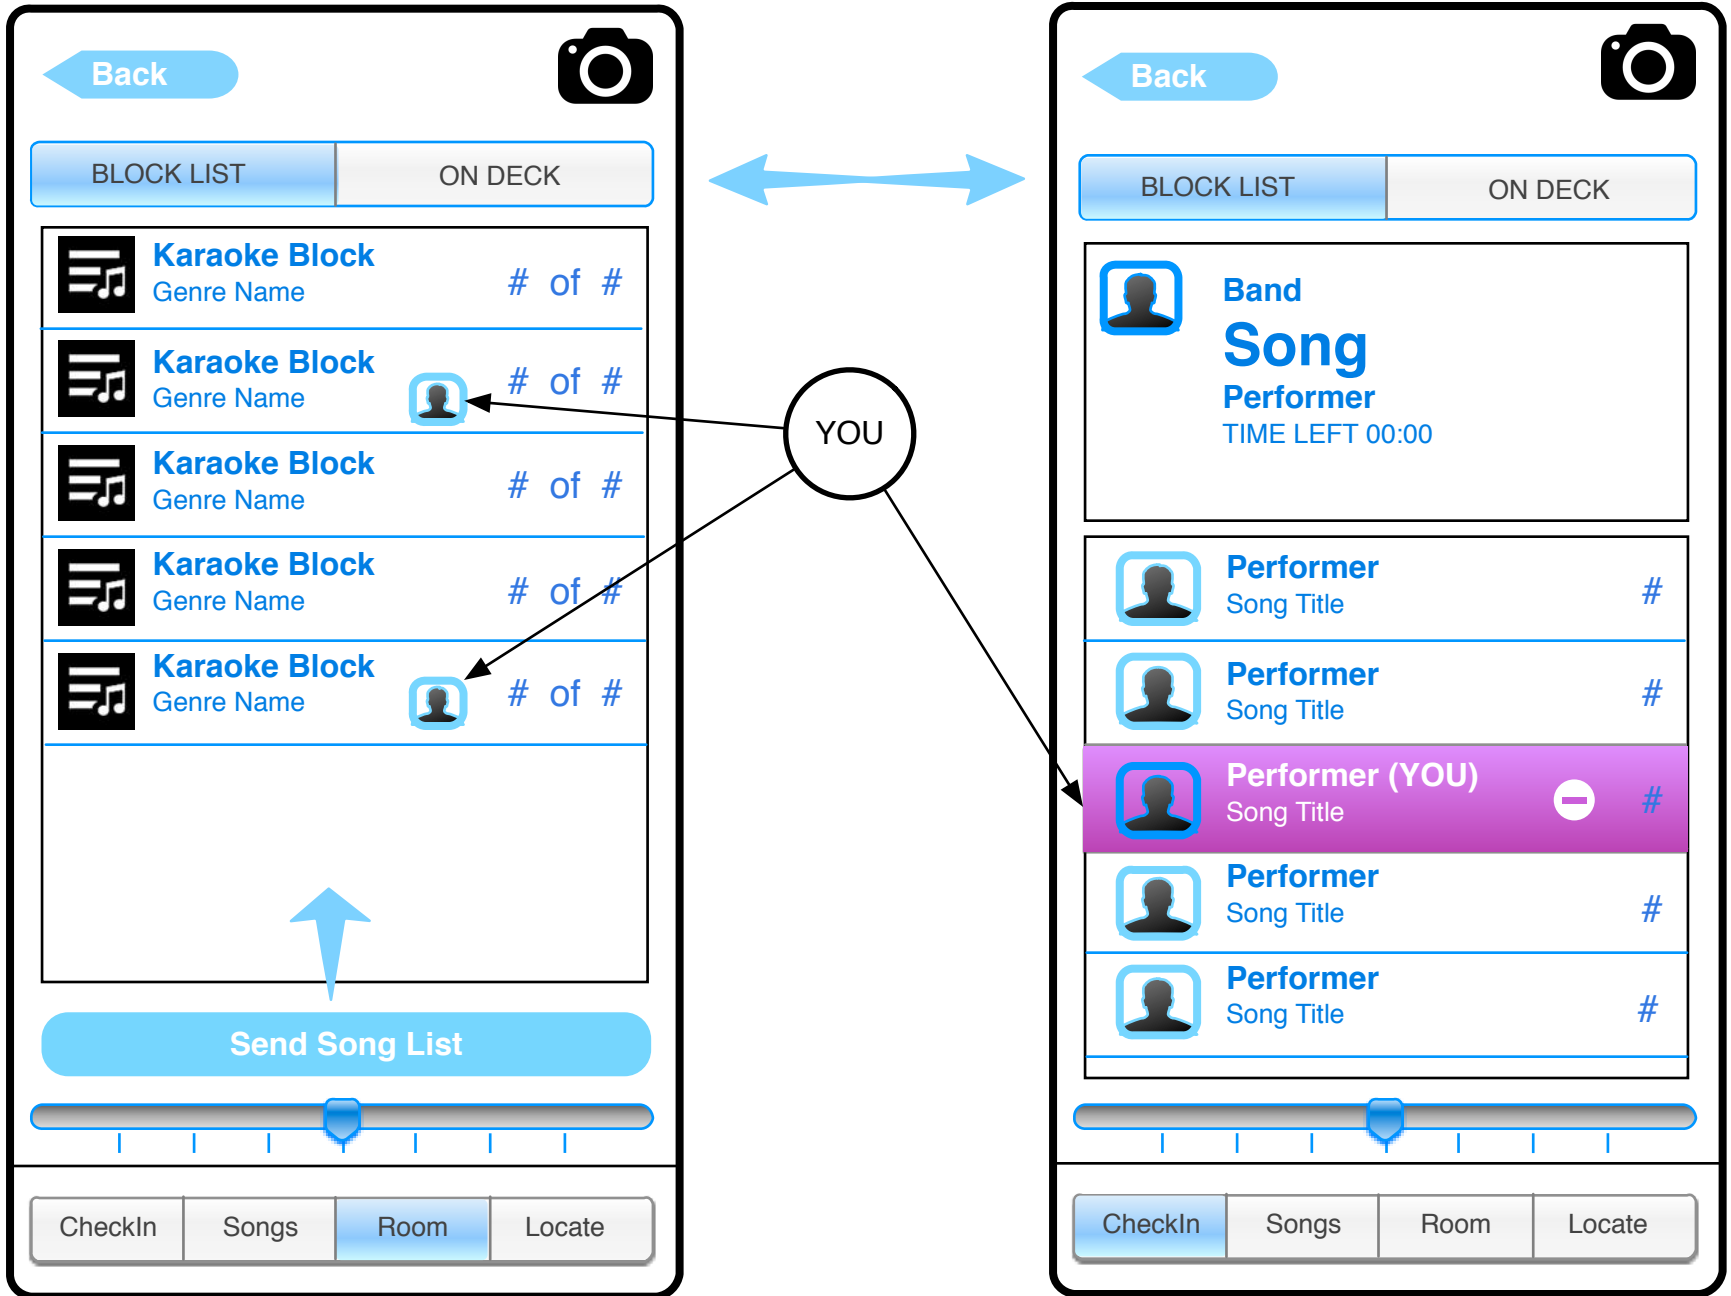 Back
BLOCK LIST ON DECK
Karaoke Block
Genre Name
# of #
Karaoke Block
Genre Name
# of #
Karaoke Block
Genre Name
# of #
Karaoke Block
Genre Name
# of #
Karaoke Block
Genre Name
# of #
Send Song List
CheckIn Songs Room Locate
YOU
Back
BLOCK LIST ON DECK
Band
Song
Performer
TIME LEFT 00:00
Performer
Song Title
#
Performer
Song Title
#
Performer (YOU)
Song Title
#
Performer
Song Title
#
Performer
Song Title
#
CheckIn Songs Room Locate